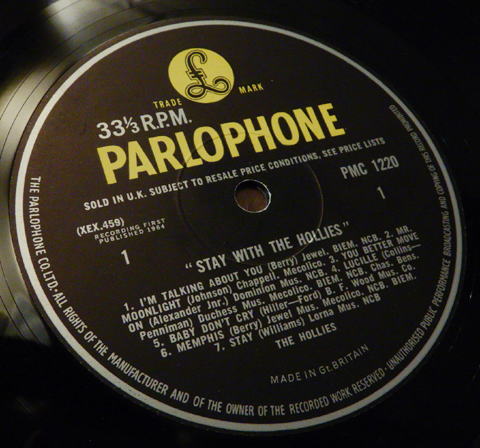 TRADE MARK
33⅓ R.P.M.
PARLOPHONE
SOLD IN U.K. SUBJECT TO RESALE PRICE CONDITIONS, SEE PRICE LISTS
PMC 1220
1
(XEX.459)
RECORDING FIRST
PUBLISHED 1964
1
"STAY WITH THE HOLLIES"
1. I'M TALKING ABOUT YOU (Berry) Jewel, BIEM, NCB. 2. MR.
MOONLIGHT (Johnson) Chappell, Mecolico. 3. YOU BETTER MOVE
ON (Alexander Jnr.) Dominion Mus. NCB. 4. LUCILLE (Collins—
Penniman) Duchess Mus. Mecolico, BIEM, NCB.
5. BABY DON'T CRY (Hiller—Ford) F. Wood Mus. Co.
6. MEMPHIS (Berry) Jewel Mus. Mecolico, NCB, BIEM.
7. STAY (Williams) Lorna Mus. NCB
THE HOLLIES
MADE IN Gt. BRITAIN
THE PARLOPHONE CO. LTD. ALL RIGHTS OF THE MANUFACTURER AND OF THE OWNER OF THE RECORDED WORK RESERVED · UNAUTHORISED PUBLIC PERFORMANCE BROADCASTING AND COPYING OF THIS RECORD PROHIBITED